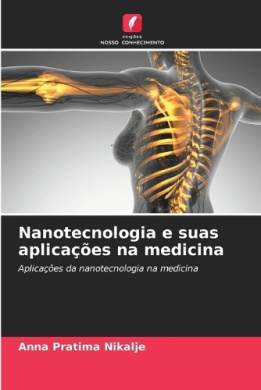 edições
NOSSO CONHECIMENTO
Nanotecnologia e suas
aplicações na medicina
Aplicações da nanotecnologia na medicina
Anna Pratima Nikalje